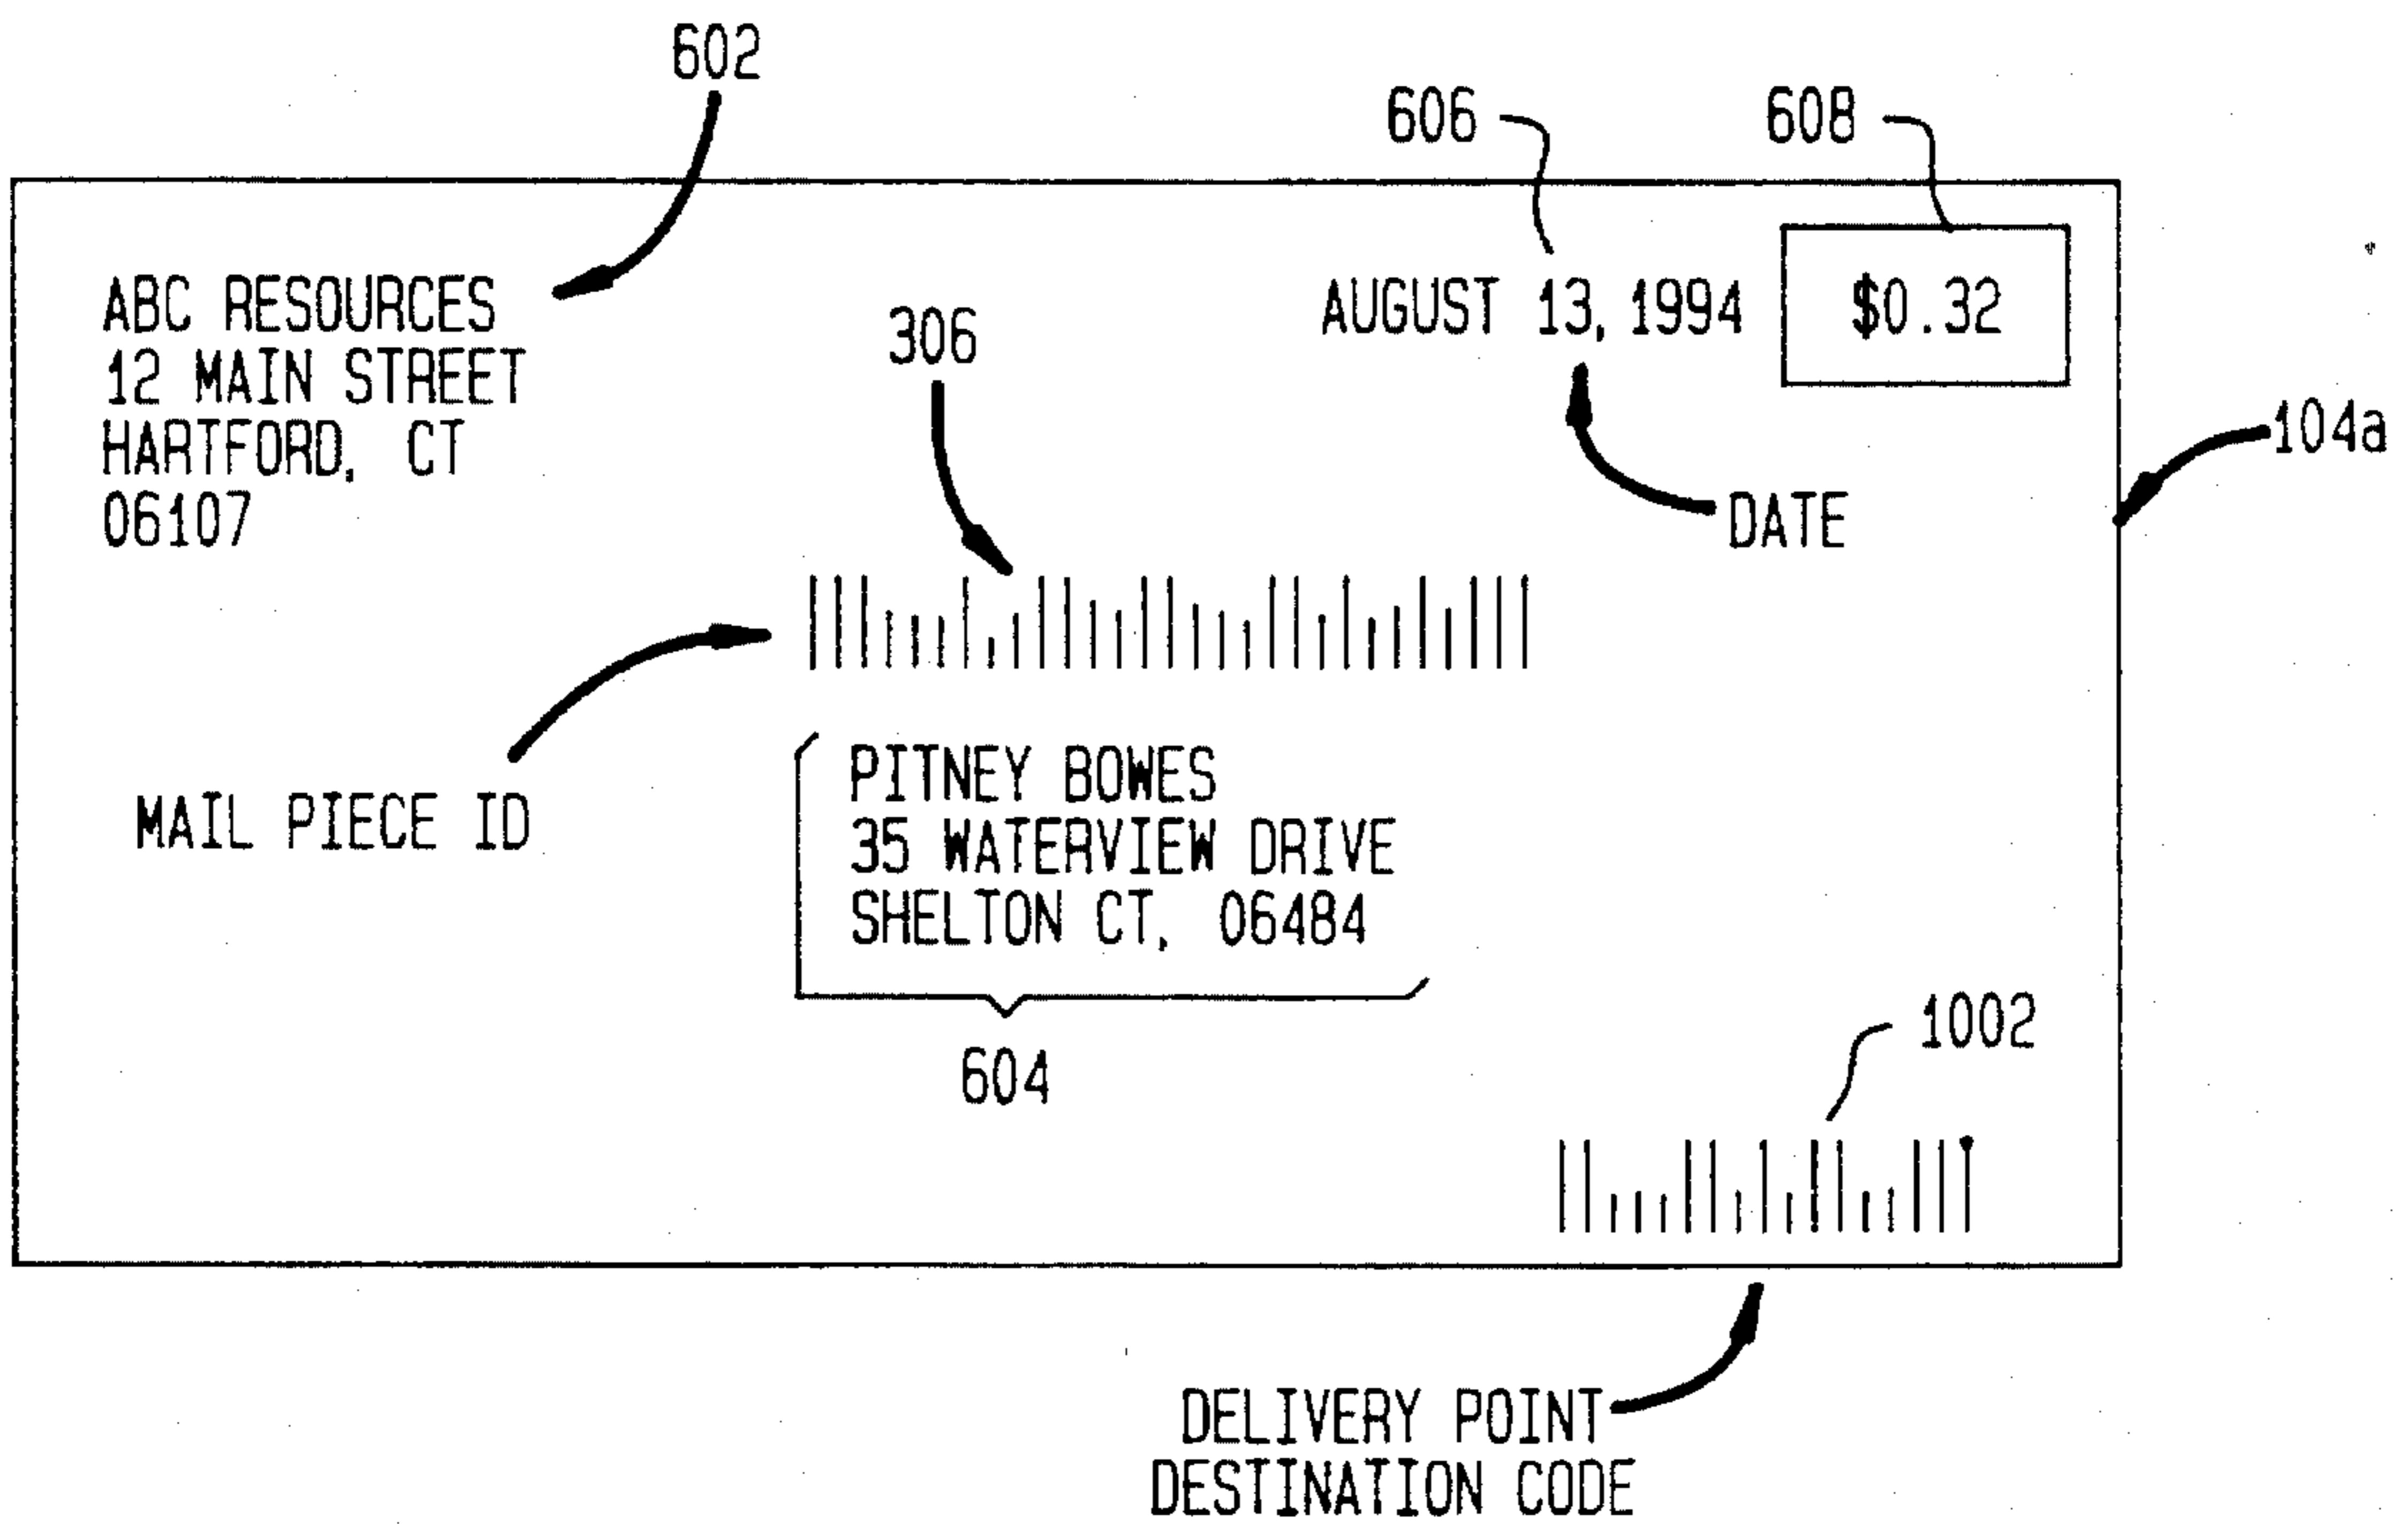 602
606
608
ABC RESOURCES
12 MAIN STREET
HARTFORD, CT
06107
306
AUGUST 13, 1994
$0.32
104a
DATE
MAIL PIECE ID
PITNEY BOWES
35 WATERVIEW DRIVE
SHELTON CT, 06484
604
1002
DELIVERY POINT
DESTINATION CODE